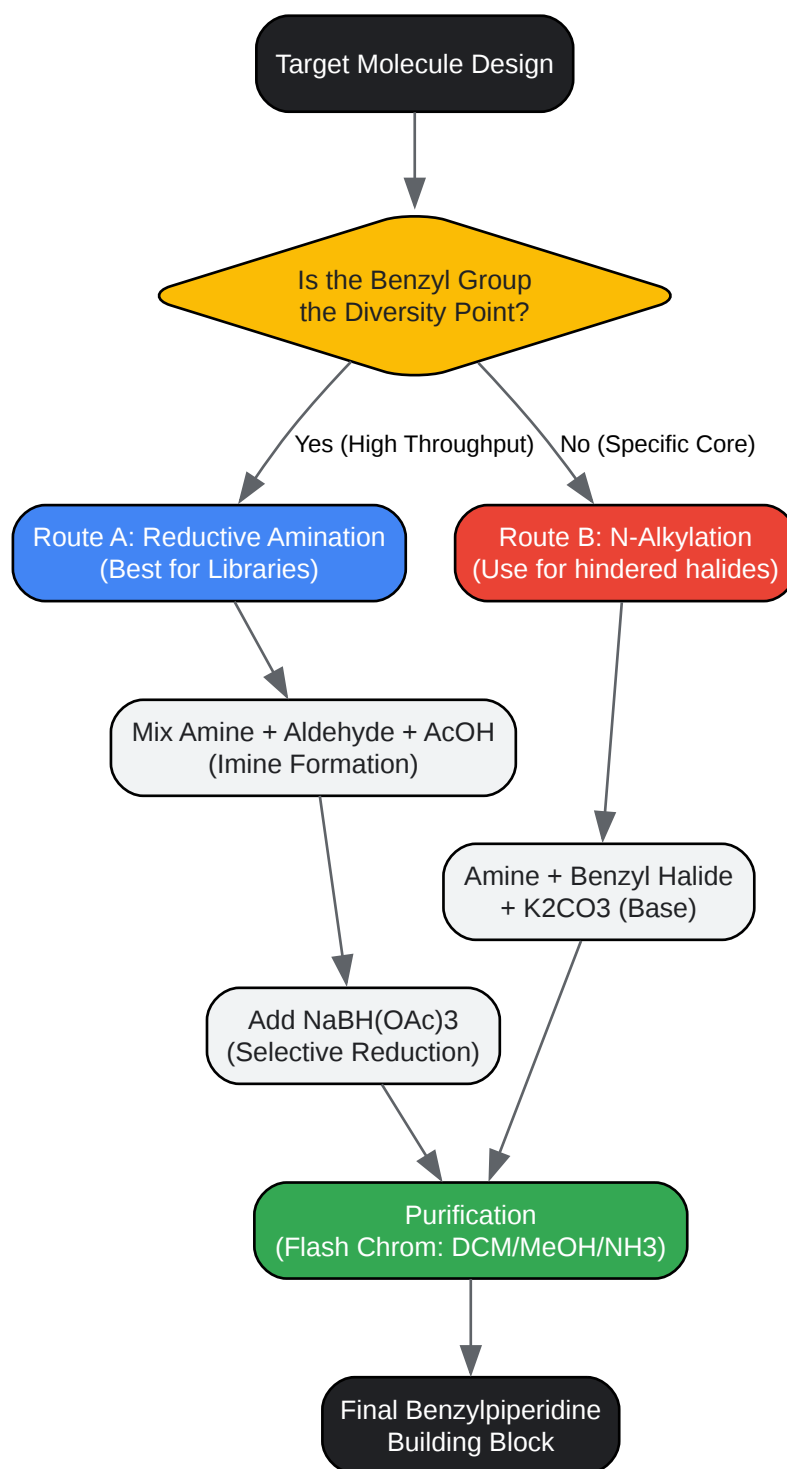 Target Molecule Design
Is the Benzyl Group
the Diversity Point?
Yes (High Throughput)
No (Specific Core)
Route A: Reductive Amination
(Best for Libraries)
Route B: N-Alkylation
(Use for hindered halides)
Mix Amine + Aldehyde + AcOH
(Imine Formation)
Amine + Benzyl Halide
+ K2CO3 (Base)
Add NaBH(OAc)3
(Selective Reduction)
Purification
(Flash Chrom: DCM/MeOH/NH3)
Final Benzylpiperidine
Building Block